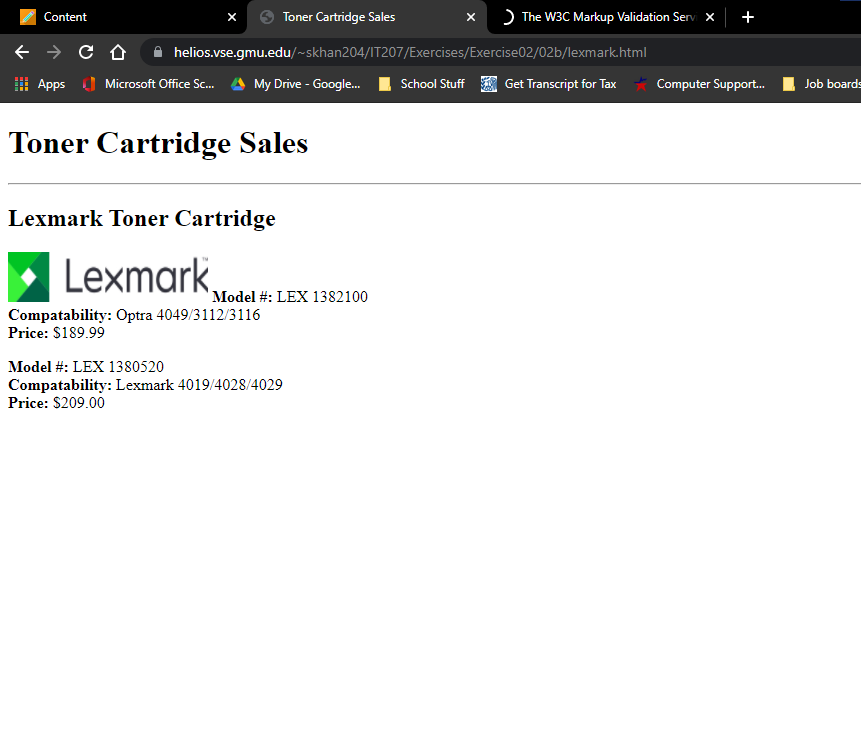 Content
Toner Cartridge Sales
The W3C Markup Validation Serv
helios.vse.gmu.edu/~skhan204/IT207/Exercises/Exercise02/02b/lexmark.html
Apps
Microsoft Office Sc...
My Drive - Google...
School Stuff
Get Transcript for Tax
Computer Support...
Job boards
Toner Cartridge Sales
Lexmark Toner Cartridge
Lexmark™ Model #: LEX 1382100
Compatability: Optra 4049/3112/3116
Price: $189.99
Model #: LEX 1380520
Compatability: Lexmark 4019/4028/4029
Price: $209.00